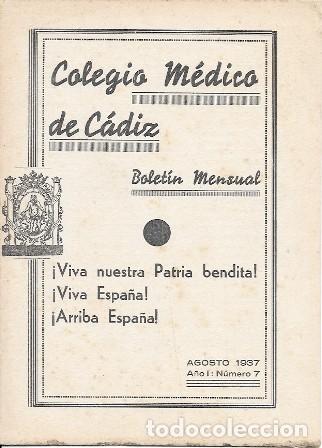 Colegio Médico
de Cádiz
Boletín Mensual
¡Viva nuestra Patria bendita!
¡Viva España!
¡Arriba España!
AGOSTO 1937
Año I: Número 7
todocoleccion